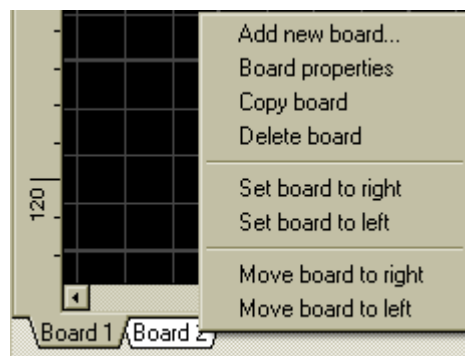 Add new board...
Board properties
Copy board
Delete board
Set board to right
Set board to left
Move board to right
Move board to left
120
Board 1 Board 2